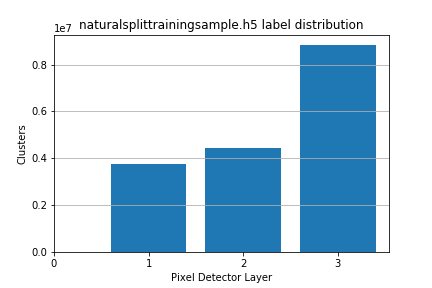 naturalsplittrainingsample.h5 label distribution
1e7
0.8
0.6
0.4
0.2
0.0
0 1 2 3
Clusters
Pixel Detector Layer